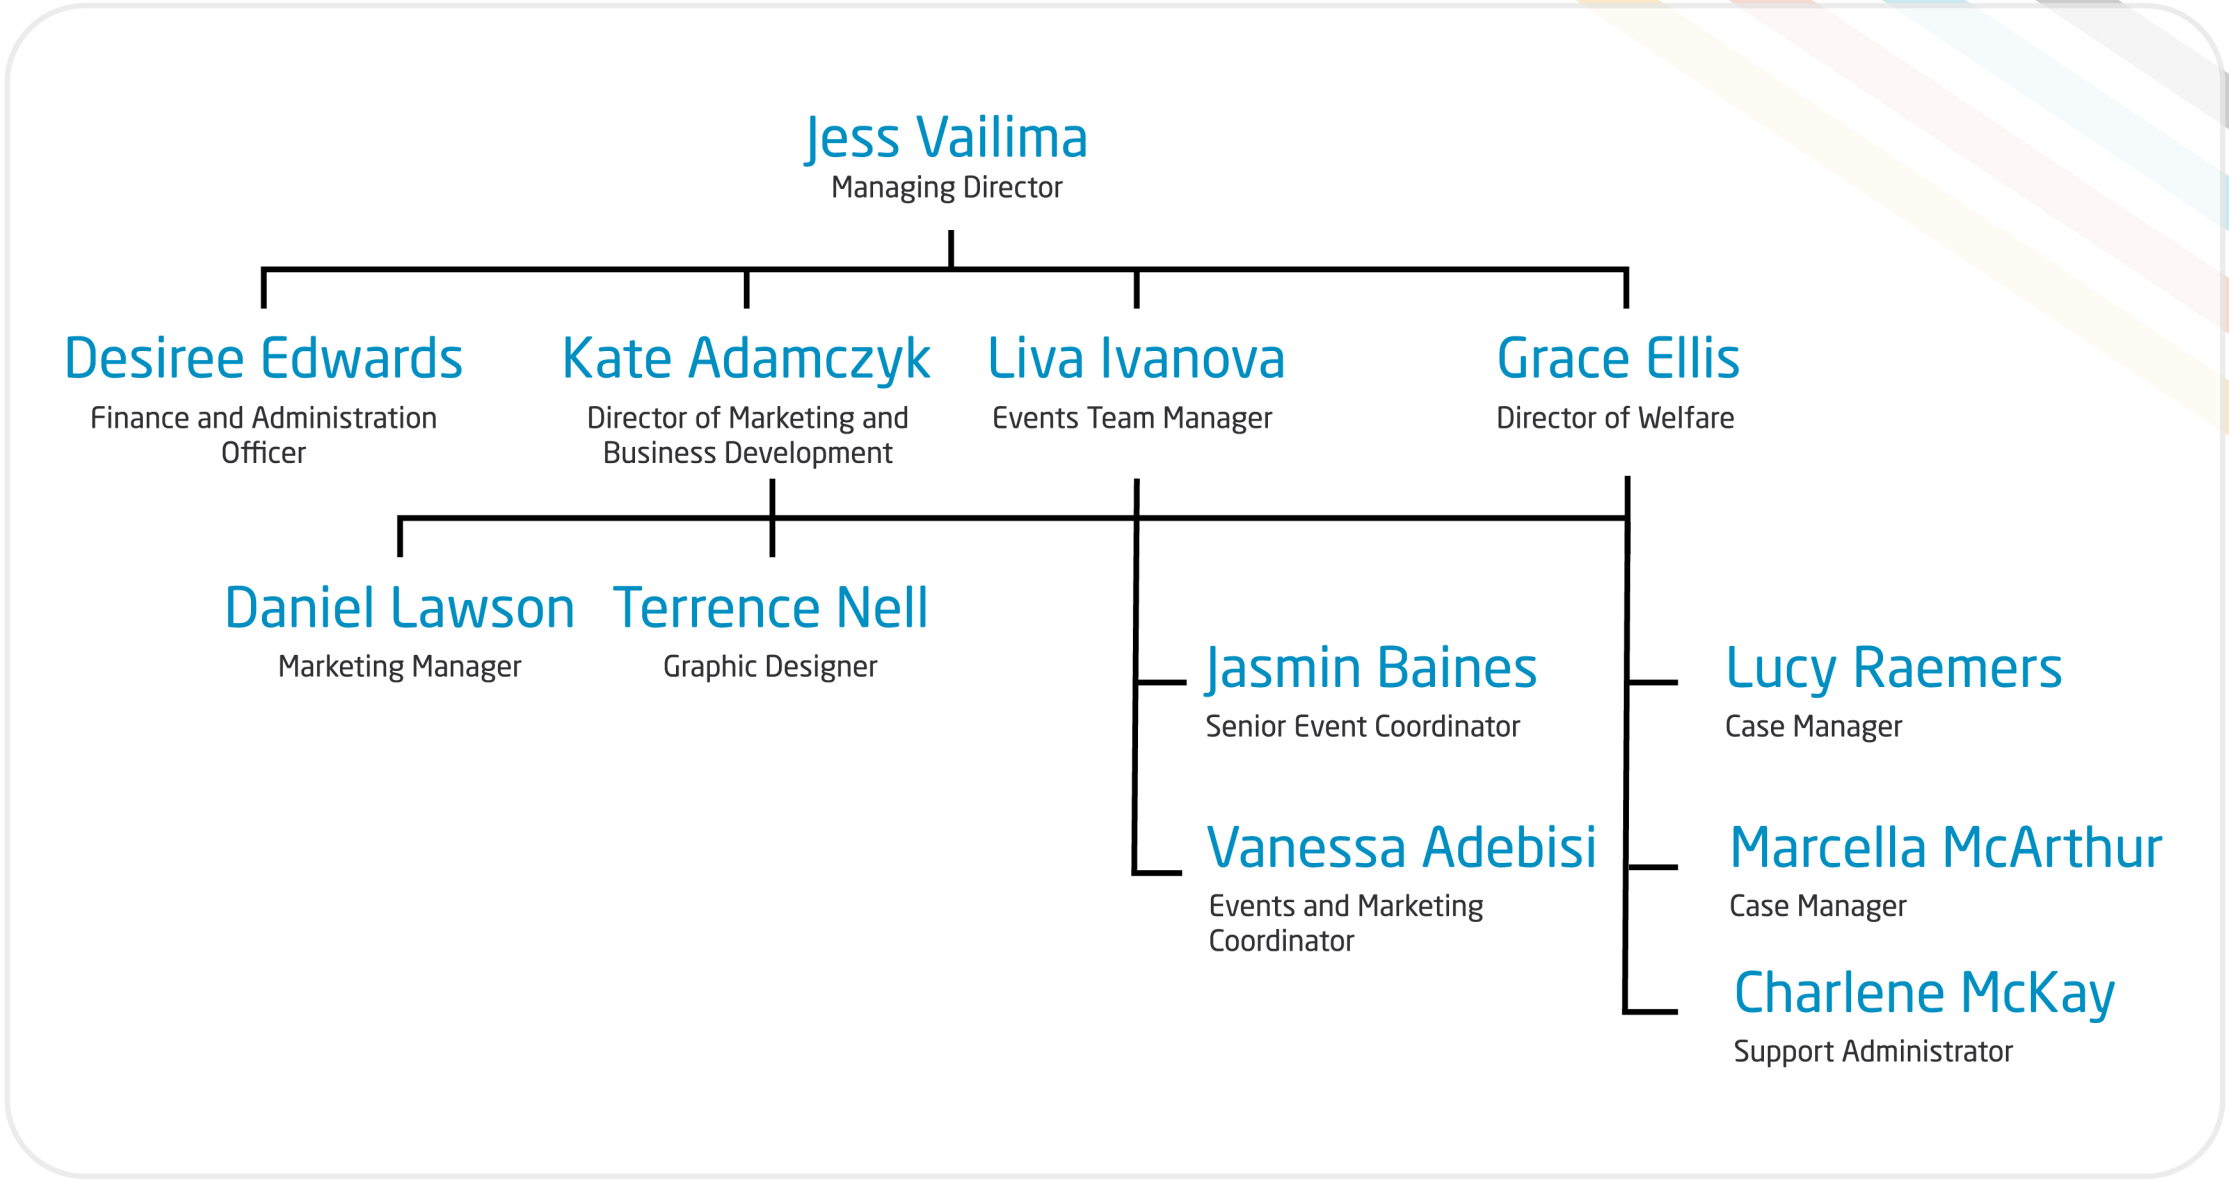 Jess Vailima
Managing Director
Desiree Edwards
Finance and Administration
Officer
Kate Adamczyk
Director of Marketing and
Business Development
Liva Ivanova
Events Team Manager
Grace Ellis
Director of Welfare
Daniel Lawson
Marketing Manager
Terrence Nell
Graphic Designer
Jasmin Baines
Senior Event Coordinator
Vanessa Adebisi
Events and Marketing
Coordinator
Lucy Raemers
Case Manager
Marcella McArthur
Case Manager
Charlene McKay
Support Administrator